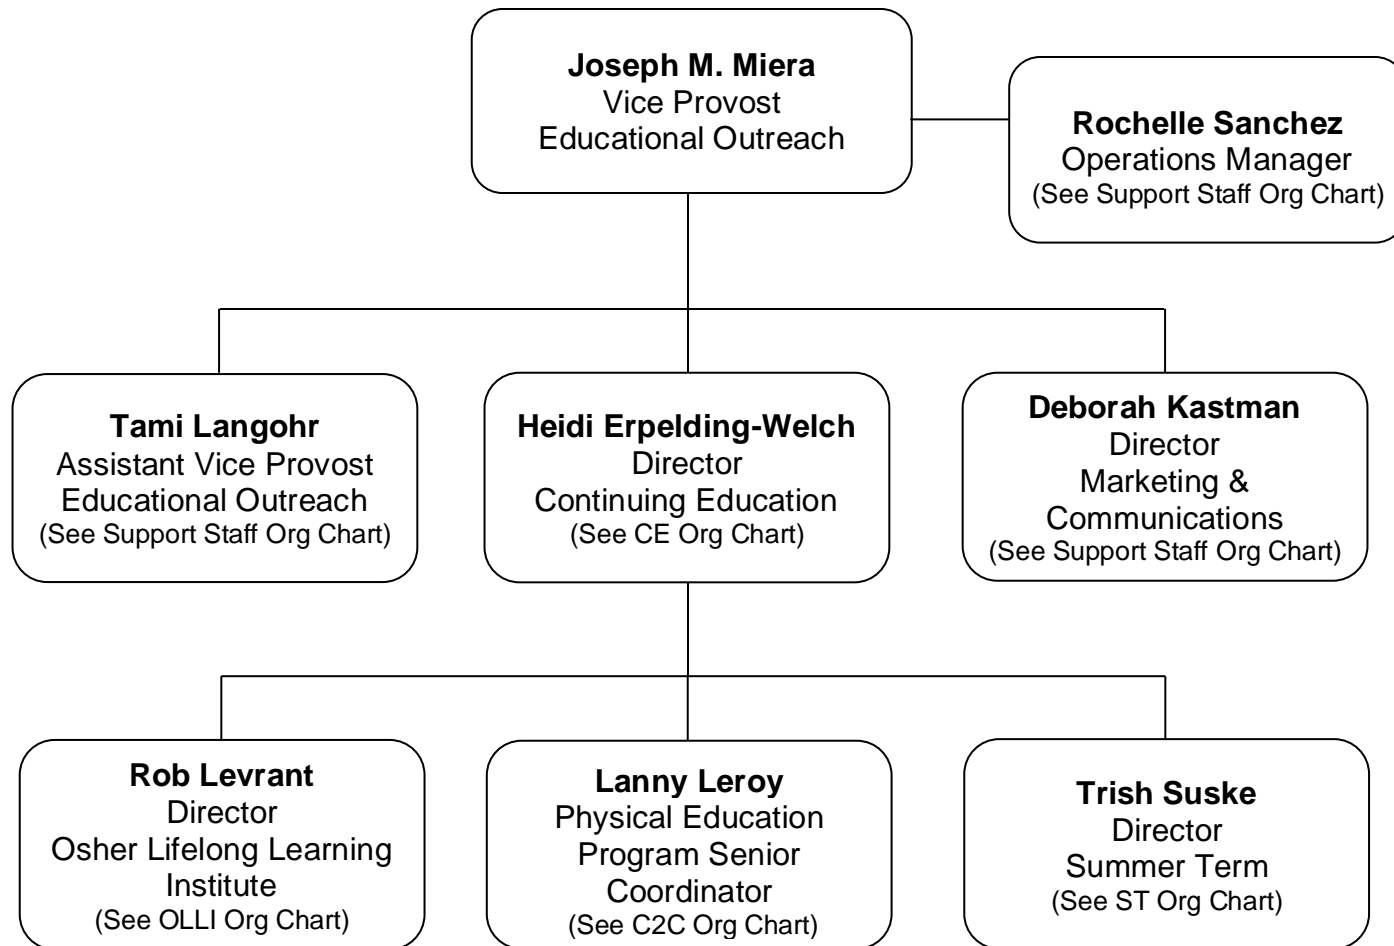 Joseph M. Miera
Vice Provost
Educational Outreach
Rochelle Sanchez
Operations Manager
(See Support Staff Org Chart)
Tami Langohr
Assistant Vice Provost
Educational Outreach
(See Support Staff Org Chart)
Heidi Erpelding-Welch
Director
Continuing Education
(See CE Org Chart)
Deborah Kastman
Director
Marketing &
Communications
(See Support Staff Org Chart)
Rob Levrant
Director
Osher Lifelong Learning
Institute
(See OLLI Org Chart)
Lanny Leroy
Physical Education
Program Senior
Coordinator
(See C2C Org Chart)
Trish Suske
Director
Summer Term
(See ST Org Chart)